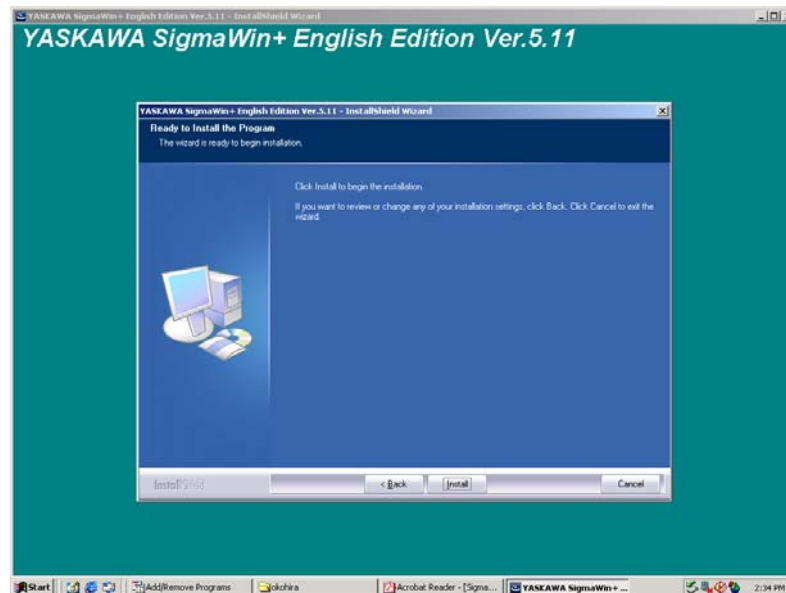 YASKAWA SigmaWin+ English Edition Ver.5.11 - InstallShield Wizard
YASKAWA SigmaWin+ English Edition Ver.5.11
YASKAWA SigmaWin+ English Edition Ver.5.11 - InstallShield Wizard
Ready to Install the Program
The wizard is ready to begin installation.
Click Install to begin the installation.
If you want to review or change any of your installation settings, click Back. Click Cancel to exit the
wizard.
InstallShield
< Back
Install
Cancel
Start
Add/Remove Programs
okohira
Acrobat Reader - [Sigma...
YASKAWA SigmaWin+ ...
2:34 PM